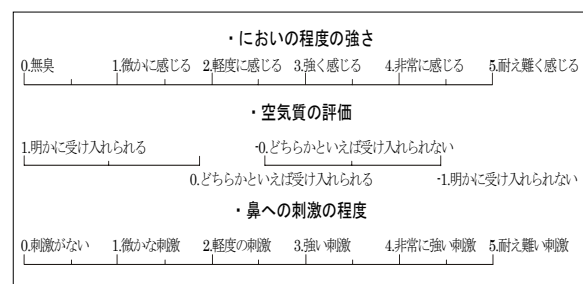 ・においの程度の強さ
0.無臭 1.微かに感じる 2.軽度に感じる 3.強く感じる 4.非常に感じる 5.耐え難く感じる
・空気質の評価
1.明かに受け入れられる -0.どちらかといえば受け入れられない
0.どちらかといえば受け入れられる -1.明かに受け入れられない
・鼻への刺激の程度
0.刺激がない 1.微かな刺激 2.軽度の刺激 3.強い刺激 4.非常に強い刺激 5.耐え難い刺激